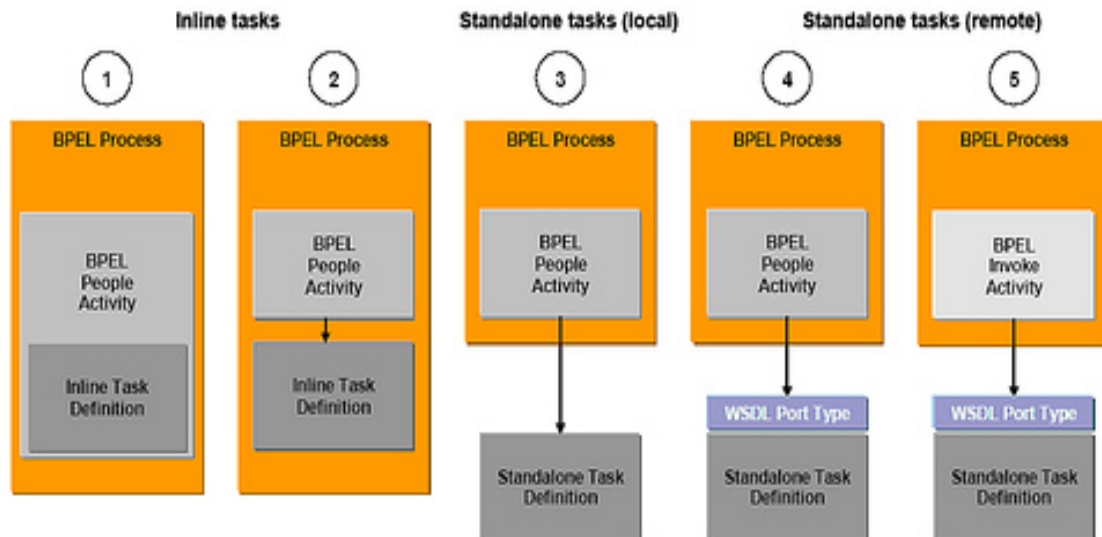 Inline tasks
Standalone tasks (local)
Standalone tasks (remote)
1
2
3
4
5
BPEL Process
BPEL Process
BPEL Process
BPEL Process
BPEL Process
BPEL
People
Activity
Inline Task
Definition
BPEL
People
Activity
Inline Task
Definition
BPEL
People
Activity
Standalone Task
Definition
BPEL
People
Activity
WSDL Port Type
Standalone Task
Definition
BPEL
Invoke
Activity
WSDL Port Type
Standalone Task
Definition